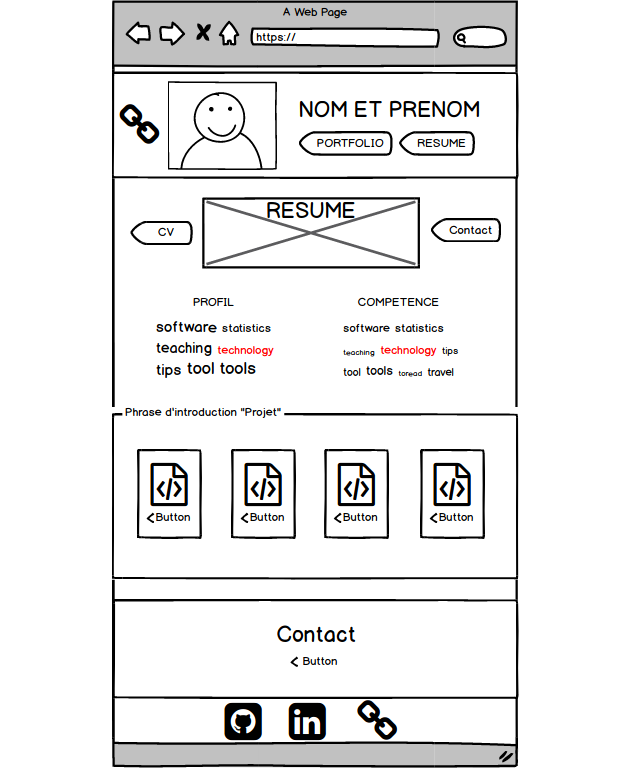 A Web Page
https://
NOM ET PRENOM
PORTFOLIO
RESUME
RESUME
CV
Contact
PROFIL
software statistics
teaching technology
tips tool tools
COMPETENCE
software statistics
teaching technology tips
tool tools toread travel
Phrase d'introduction "Projet"
Button
Button
Button
Button
Contact
Button
in